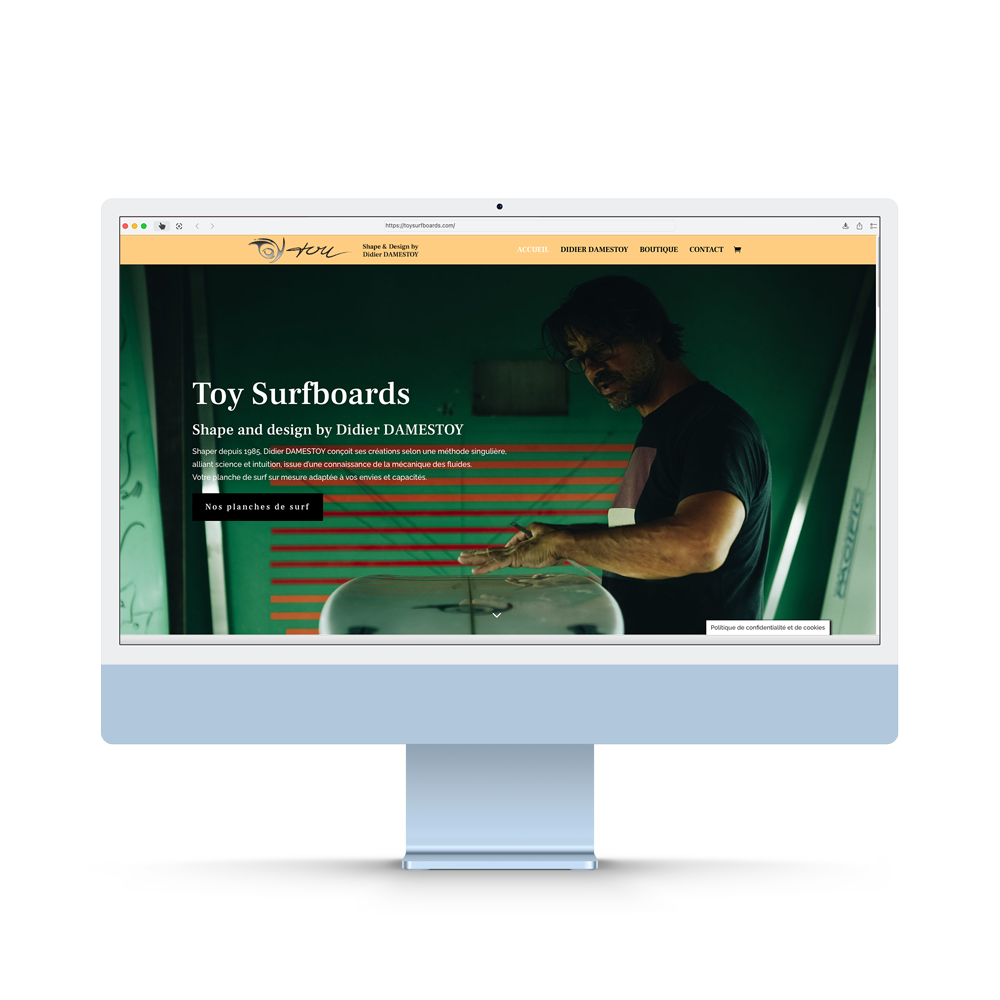 https://toysurfboards.com/
toy
Shape & Design by
Didier DAMESTOY
ACCUEIL DIDIER DAMESTOY BOUTIQUE CONTACT
Toy Surfboards
Shape and design by Didier DAMESTOY
Shaper depuis 1985, Didier DAMESTOY conçoit ses créations selon une méthode singulière,
alliant science et intuition, issue d'une connaissance de la mécanique des fluides.
Votre planche de surf sur mesure adaptée à vos envies et capacités.
Nos planches de surf
Politique de confidentialité et de cookies